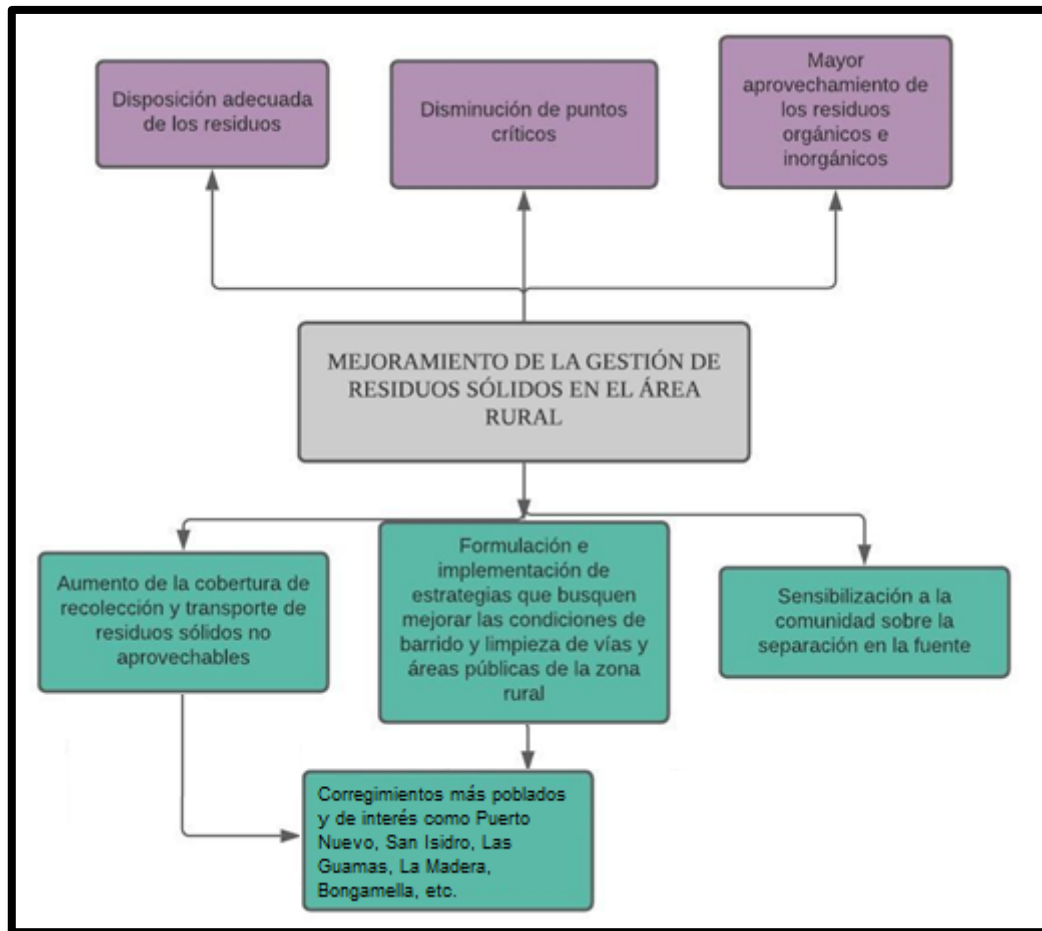 Disposición adecuada
de los residuos
Disminución de puntos
críticos
Mayor
aprovechamiento de
los residuos
orgánicos e
inorgánicos
MEJORAMIENTO DE LA GESTIÓN DE
RESIDUOS SÓLIDOS EN EL ÁREA
RURAL
Aumento de la cobertura de
recolección y transporte de
residuos sólidos no
aprovechables
Formulación e
implementación de
estrategias que busquen
mejorar las condiciones de
barrido y limpieza de vías y
áreas públicas de la zona
rural
Sensibilización a la
comunidad sobre la
separación en la fuente
Corregimientos más poblados
y de interés como Puerto
Nuevo, San Isidro, Las
Guamas, La Madera,
Bongamella, etc.